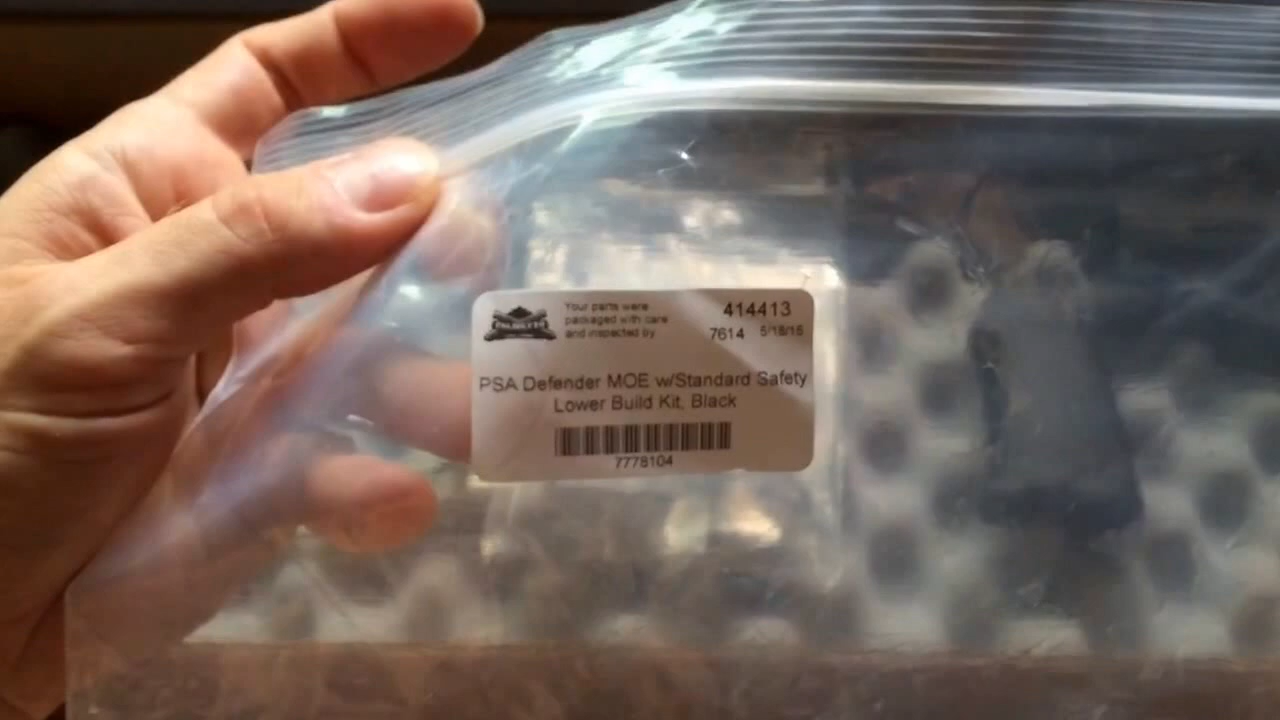 Your parts were
packaged with care
and inspected by
414413
7614 5/18/15
PSA Defender MOE w/Standard Safety
Lower Build Kit, Black
7778104